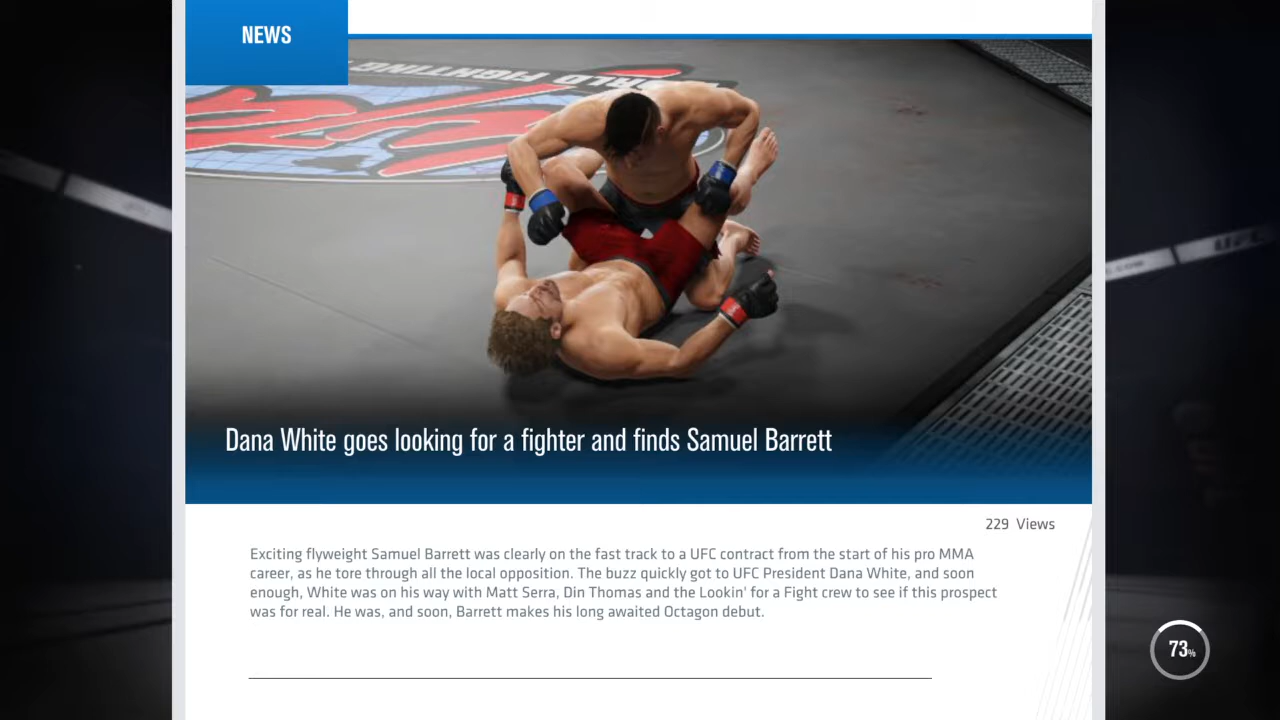 NEWS
WORLD FIGHTING
Dana White goes looking for a fighter and finds Samuel Barrett
229 Views
Exciting flyweight Samuel Barrett was clearly on the fast track to a UFC contract from the start of his pro MMA
career, as he tore through all the local opposition. The buzz quickly got to UFC President Dana White, and soon
enough, White was on his way with Matt Serra, Din Thomas and the Lookin' for a Fight crew to see if this prospect
was for real. He was, and soon, Barrett makes his long awaited Octagon debut.
UFC
.COM
73%